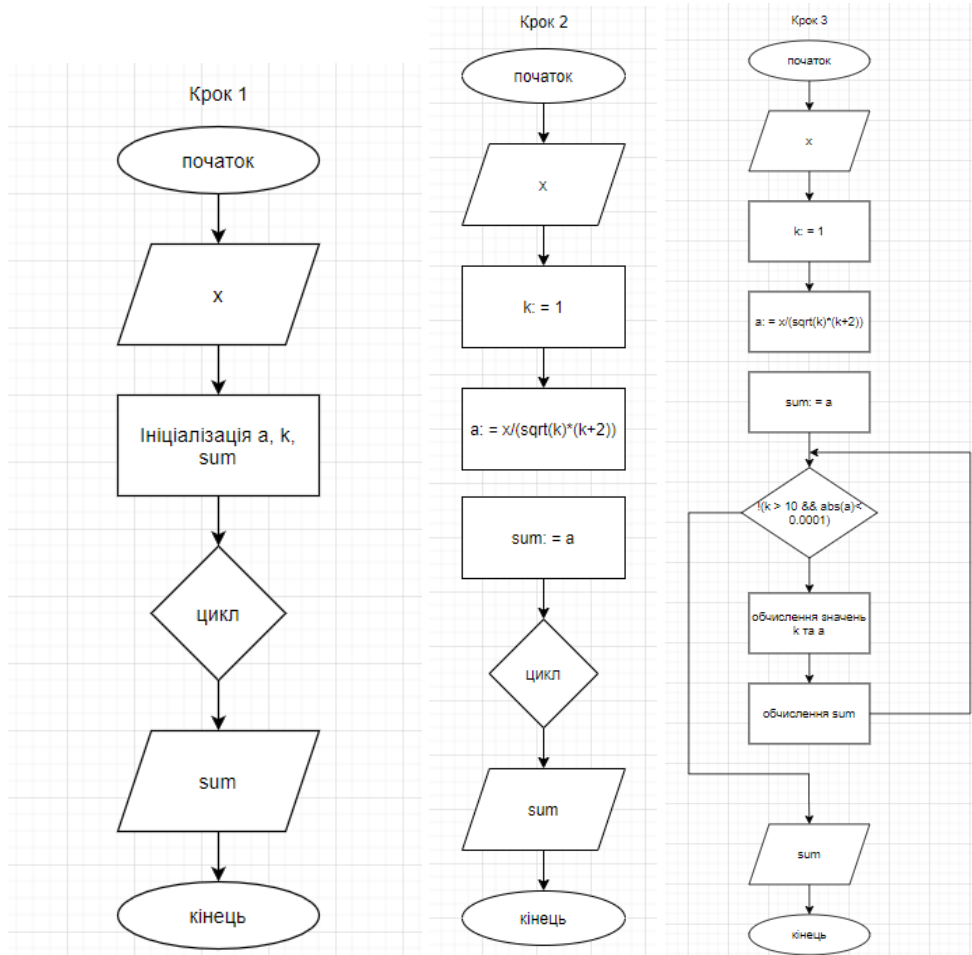 Крок 1
початок
x
Ініціалізація a, k,
sum
цикл
sum
кінець
Крок 2
початок
x
k: = 1
a: = x/(sqrt(k)*(k+2))
sum: = a
цикл
sum
кінець
Крок 3
початок
x
k: = 1
a: = x/(sqrt(k)*(k+2))
sum: = a
!(k > 10 && abs(a)<
0.0001)
обчислення значень
k та a
обчислення sum
sum
кінець